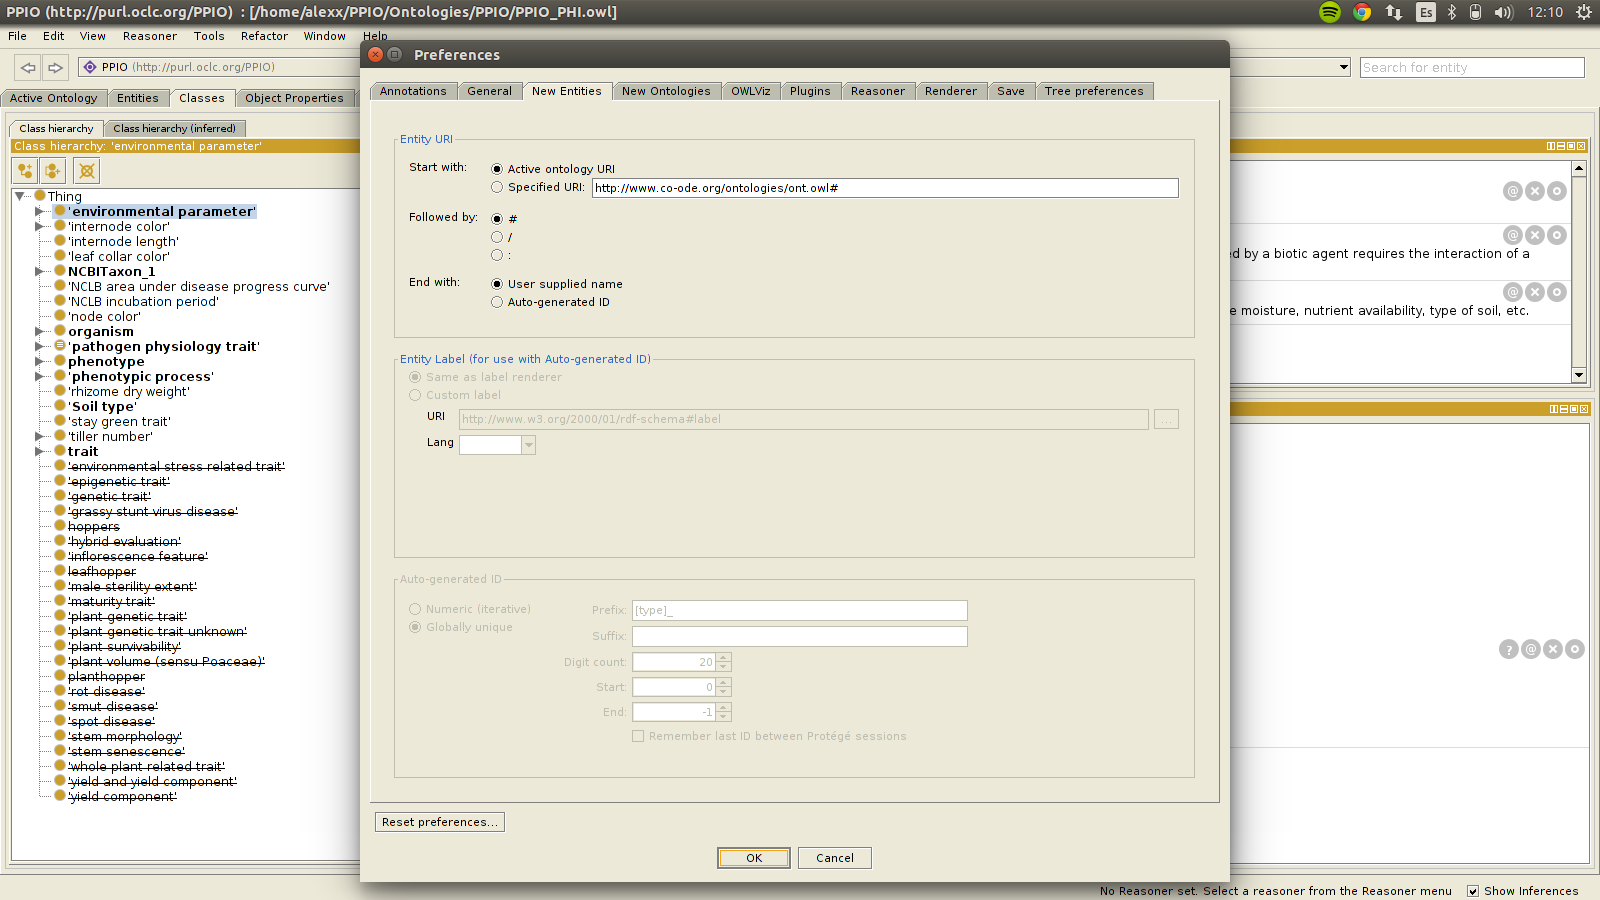 PPIO (http://purl.oclc.org/PPIO)  : [/home/alexx/PPIO/Ontologies/PPIO/PPIO_PHI.owl]
Es
12:10
File Edit View Reasoner Tools Refactor Window Help
PPIO (http://purl.oclc.org/PPIO)
Search for entity
Active Ontology Entities Classes Object Properties
Class hierarchy Class hierarchy (inferred)
Class hierarchy: 'environmental parameter'
Thing
'environmental parameter'
'internode color'
'internode length'
'leaf collar color'
NCBITaxon_1
'NCLB area under disease progress curve'
'NCLB incubation period'
'node color'
organism
'pathogen physiology trait'
phenotype
'phenotypic process'
'rhizome dry weight'
'Soil type'
'stay green trait'
'tiller number'
trait
'environmental stress related trait'
'epigenetic trait'
'genetic trait'
'grassy stunt virus disease'
hoppers
'hybrid evaluation'
'inflorescence feature'
leafhopper
'male sterility extent'
'maturity trait'
'plant genetic trait'
'plant genetic trait unknown'
'plant survivability'
'plant volume (sensu Poaceae)'
planthopper
'rot disease'
'smut disease'
'spot disease'
'stem morphology'
'stem senescence'
'whole plant related trait'
'yield and yield component'
'yield component'
Preferences
Annotations General New Entities New Ontologies OWLViz Plugins Reasoner Renderer Save Tree preferences
Entity URI
Start with: Active ontology URI
Specified URI: http://www.co-ode.org/ontologies/ont.owl#
Followed by: #
/
:
End with: User supplied name
Auto-generated ID
Entity Label (for use with Auto-generated ID)
Same as label renderer
Custom label
URI http://www.w3.org/2000/01/rdf-schema#label ...
Lang
Auto-generated ID
Numeric (iterative) Prefix: [type]_
Globally unique Suffix:
Digit count: 20
Start: 0
End: -1
Remember last ID between Protégé sessions
Reset preferences...
OK Cancel
@
@
ed by a biotic agent requires the interaction of a
@
e moisture, nutrient availability, type of soil, etc.
? @
No Reasoner set. Select a reasoner from the Reasoner menu Show Inferences